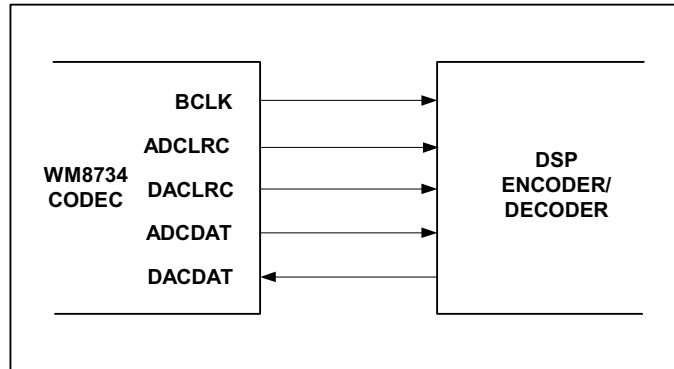 WM8734
CODEC
BCLK
ADCLRC
DACLRC
ADCDAT
DACDAT
DSP
ENCODER/
DECODER